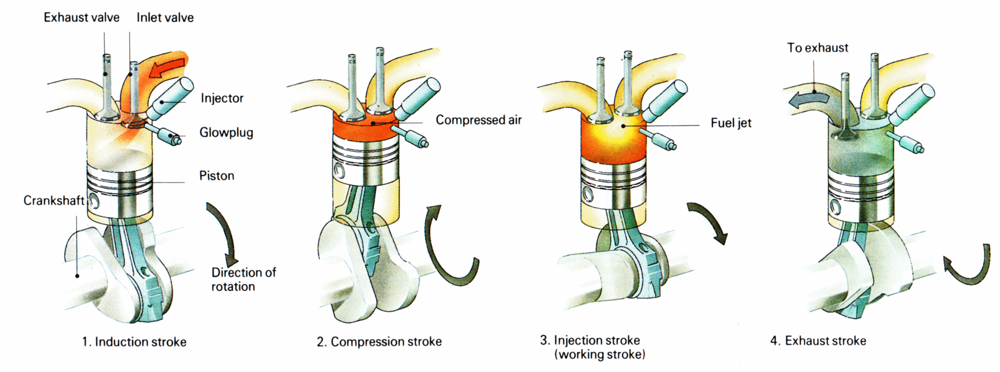 Exhaust valve
Inlet valve
Injector
Glowplug
Piston
Crankshaft
Direction of
rotation
1. Induction stroke
Compressed air
2. Compression stroke
Fuel jet
3. Injection stroke
(working stroke)
To exhaust
4. Exhaust stroke